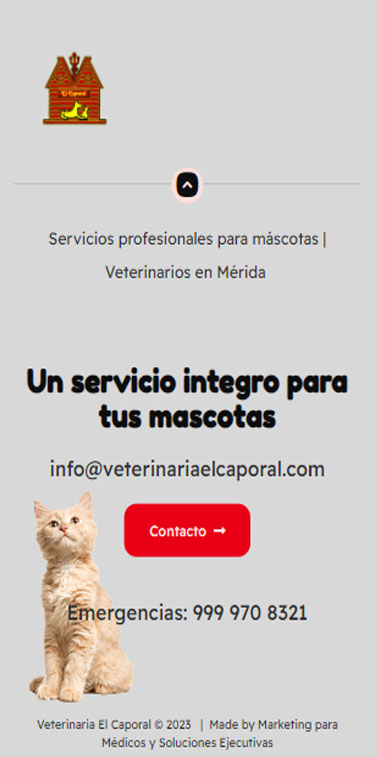 El Caporal
Servicios profesionales para máscotas |
Veterinarios en Mérida
Un servicio integro para
tus mascotas
info@veterinariaelcaporal.com
Contacto →
Emergencias: 999 970 8321
Veterinaria El Caporal © 2023 | Made by Marketing para
Médicos y Soluciones Ejecutivas